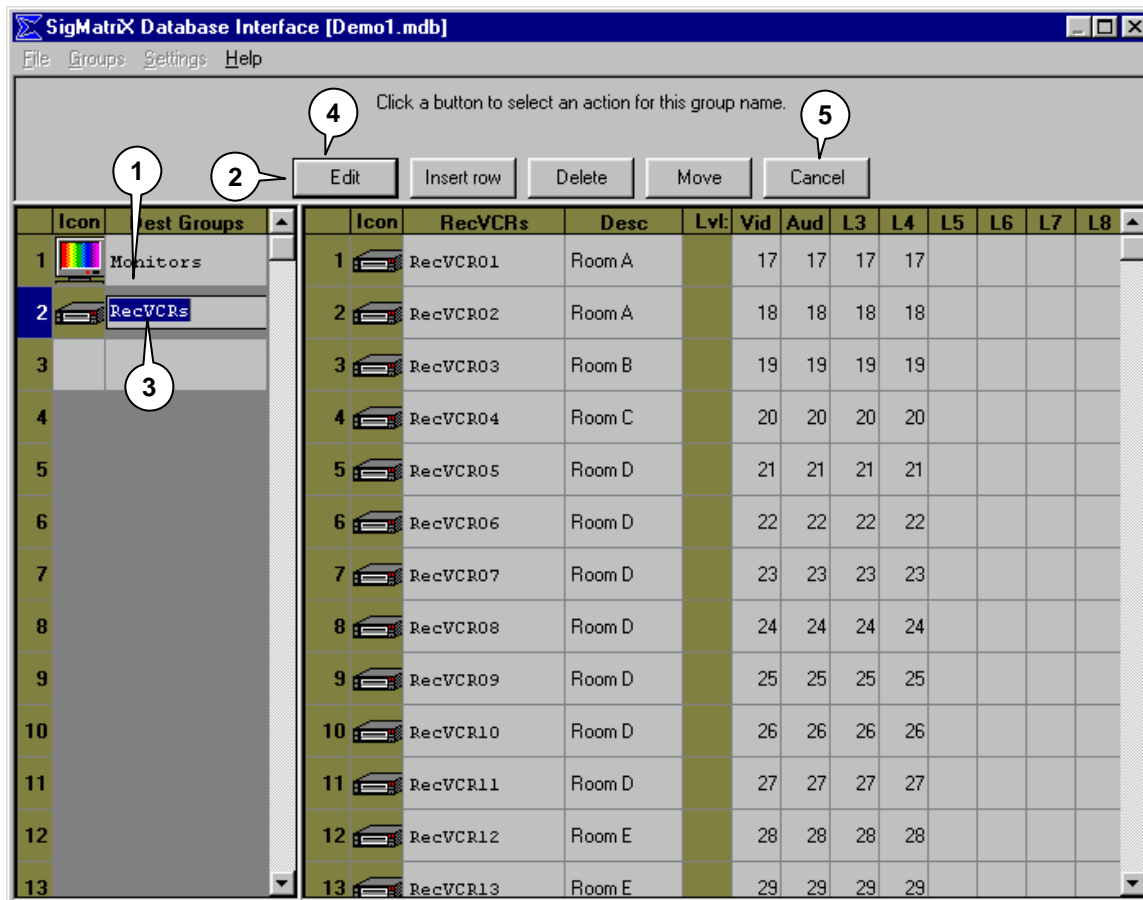 SigMatriX Database Interface [Demo1.mdb]
File Groups Settings Help
Click a button to select an action for this group name.
4
5
1
2
Edit Insert row Delete Move Cancel
Icon Dest Groups
1 Monitors
2 RecVCRs
3
3
4
5
6
7
8
9
10
11
12
13
Icon RecVCRs Desc Lvl: Vid Aud L3 L4 L5 L6 L7 L8
1 RecVCR01 Room A 17 17 17 17
2 RecVCR02 Room A 18 18 18 18
3 RecVCR03 Room B 19 19 19 19
4 RecVCR04 Room C 20 20 20 20
5 RecVCR05 Room D 21 21 21 21
6 RecVCR06 Room D 22 22 22 22
7 RecVCR07 Room D 23 23 23 23
8 RecVCR08 Room D 24 24 24 24
9 RecVCR09 Room D 25 25 25 25
10 RecVCR10 Room D 26 26 26 26
11 RecVCR11 Room D 27 27 27 27
12 RecVCR12 Room E 28 28 28 28
13 RecVCR13 Room E 29 29 29 29